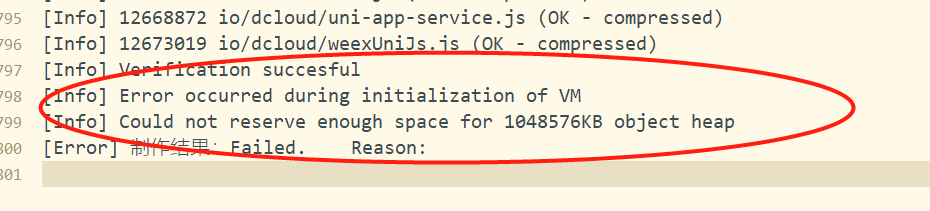 795 [Info] 12668872 io/dcloud/uni-app-service.js (OK - compressed)
796 [Info] 12673019 io/dcloud/weexUniJs.js (OK - compressed)
797 [Info] Verification succesful
798 [Info] Error occurred during initialization of VM
799 [Info] Could not reserve enough space for 1048576KB object heap
800 [Error] 制作结果: Failed. Reason:
801